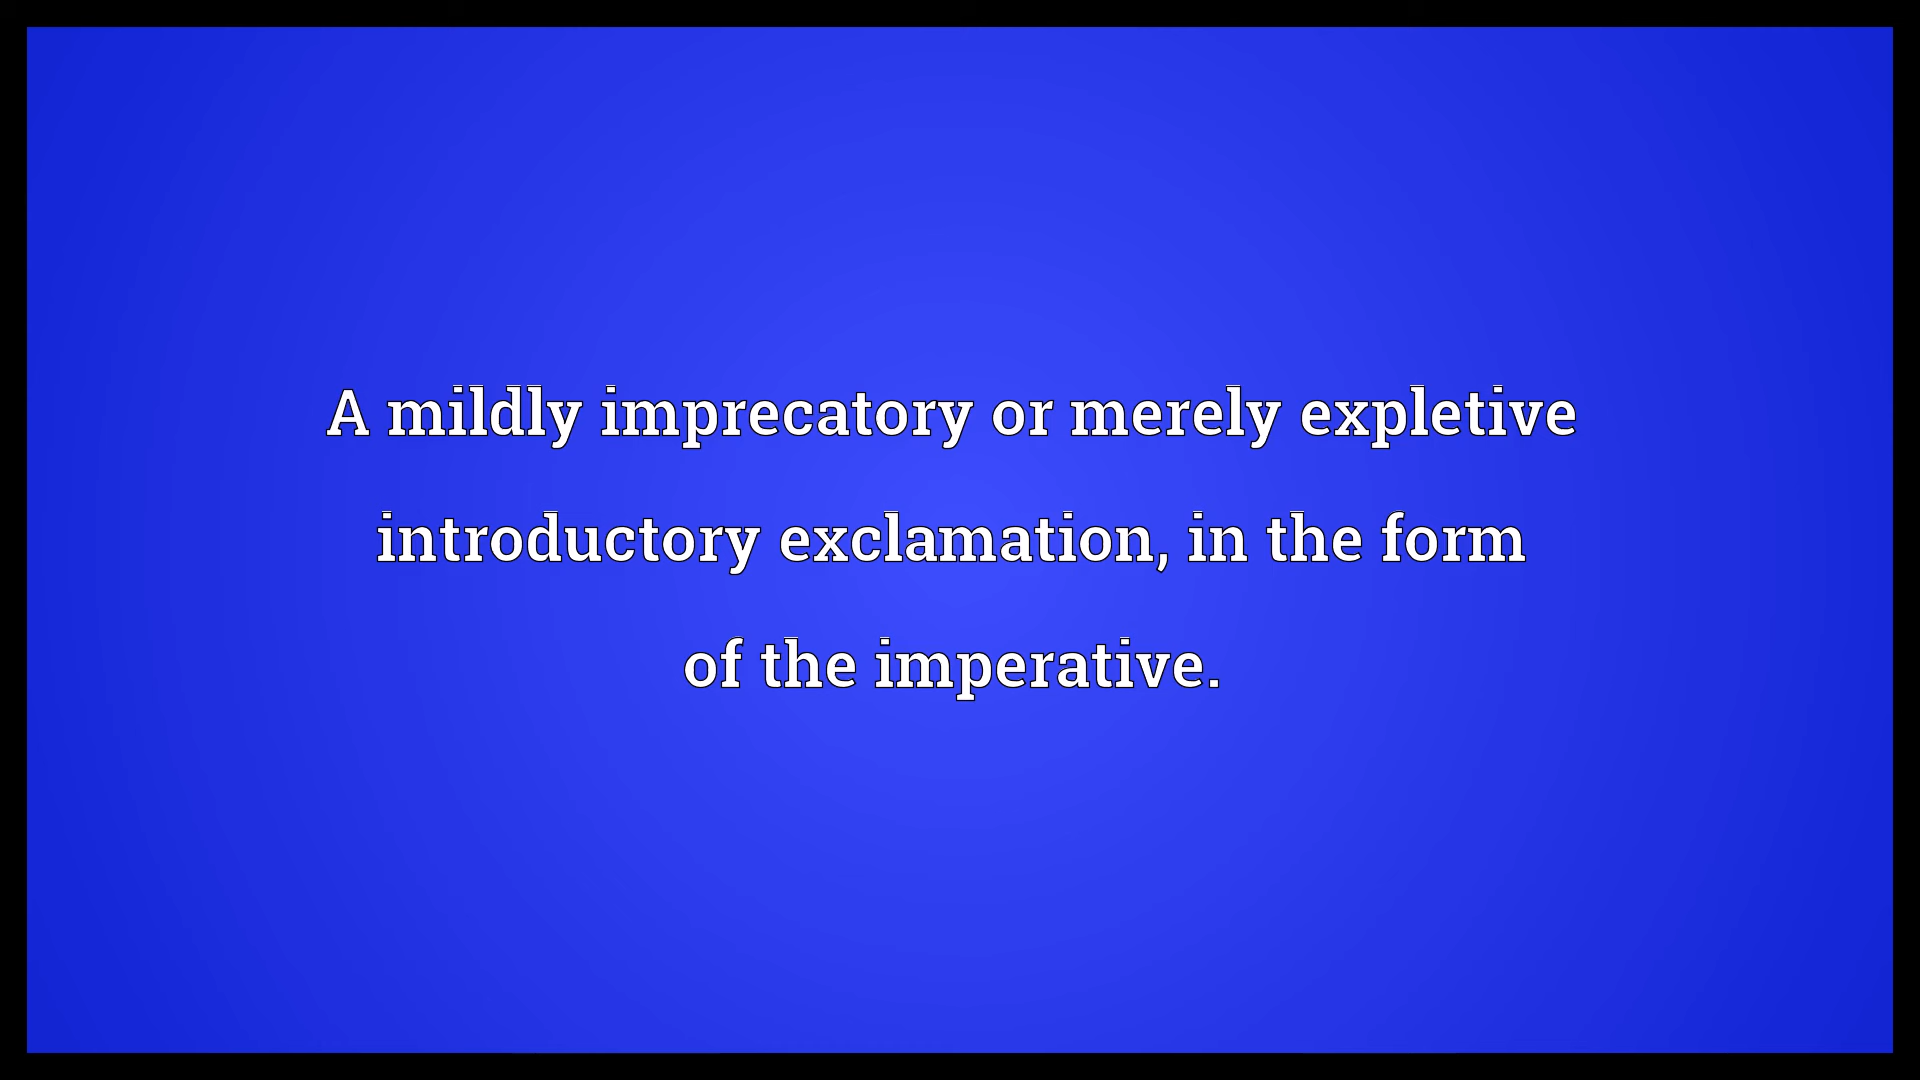 A mildly imprecatory or merely expletive
introductory exclamation, in the form
of the imperative.